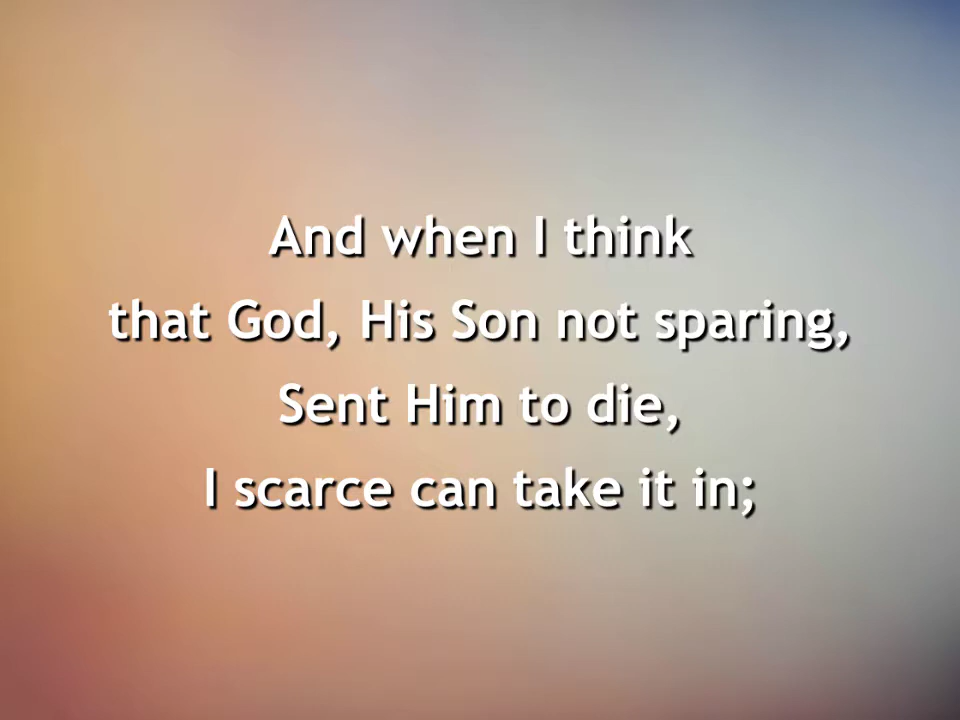 And when I think
that God, His Son not sparing,
Sent Him to die,
I scarce can take it in;